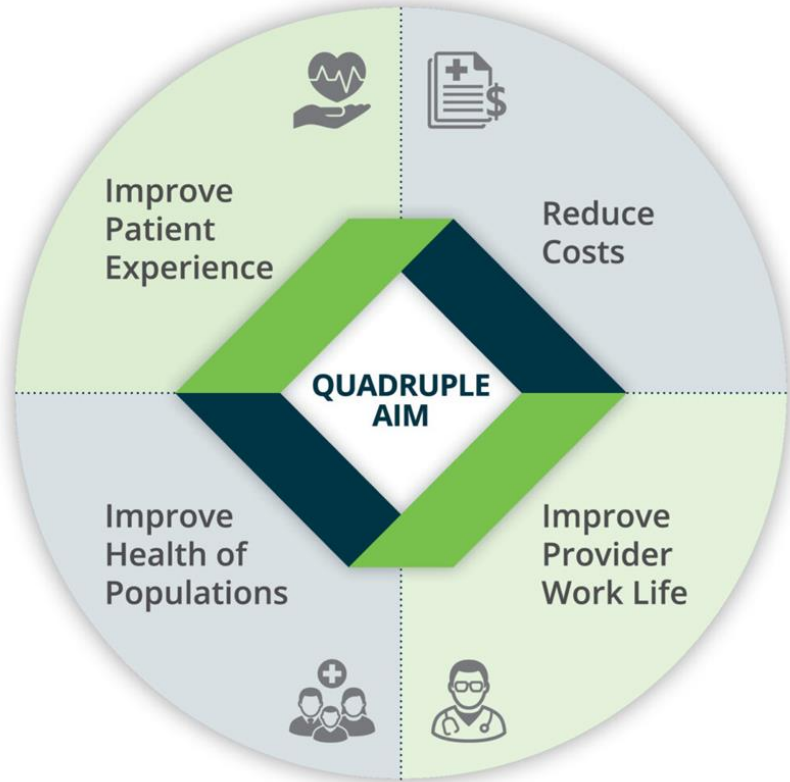 Improve
Patient
Experience
Reduce
Costs
QUADRUPLE
AIM
Improve
Health of
Populations
Improve
Provider
Work Life
$